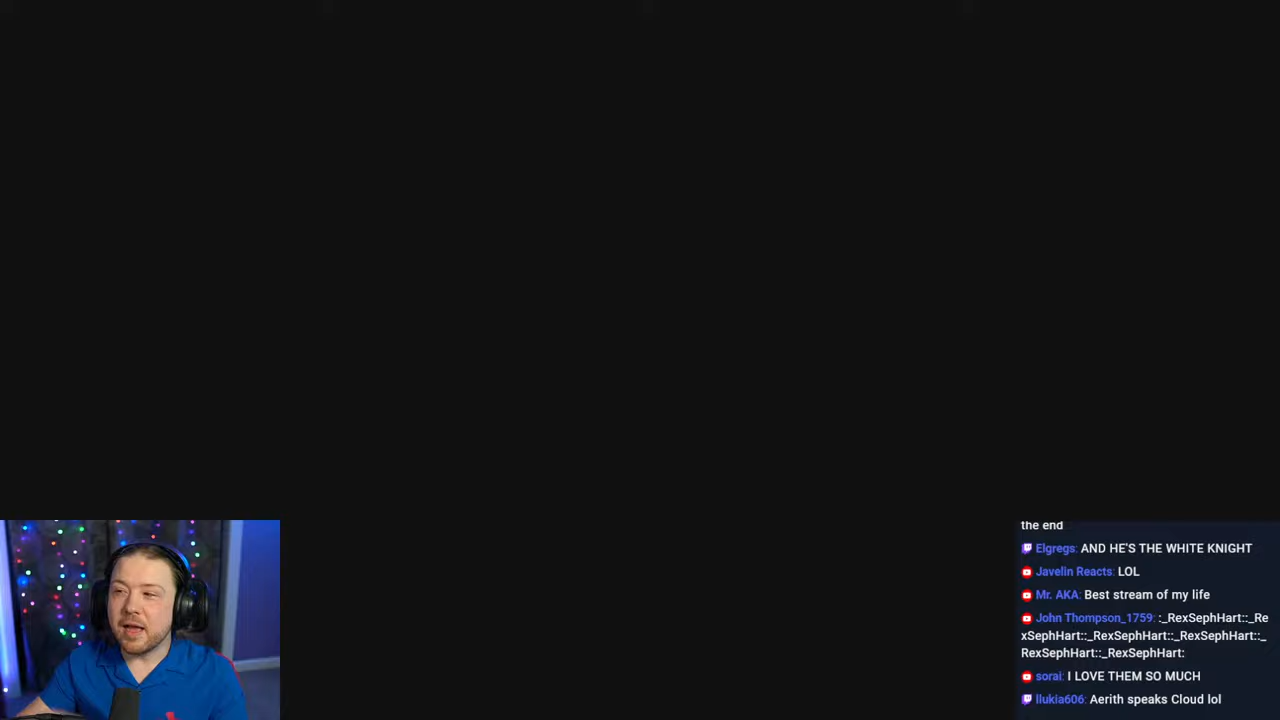 the end
Elgregs: AND HE'S THE WHITE KNIGHT
Javelin Reacts: LOL
Mr. AKA: Best stream of my life
John Thompson_1759: :_RexSephHart::_Re
xSephHart::_RexSephHart::_RexSephHart::_
RexSephHart::_RexSephHart:
sorai: I LOVE THEM SO MUCH
llukia606: Aerith speaks Cloud lol